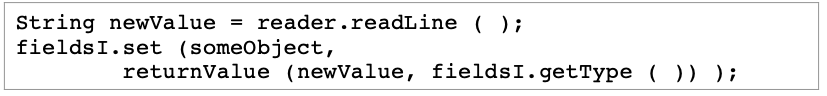 String newValue = reader.readLine ( );
fieldsI.set (someObject,
returnValue (newValue, fieldsI.getType ( )) );